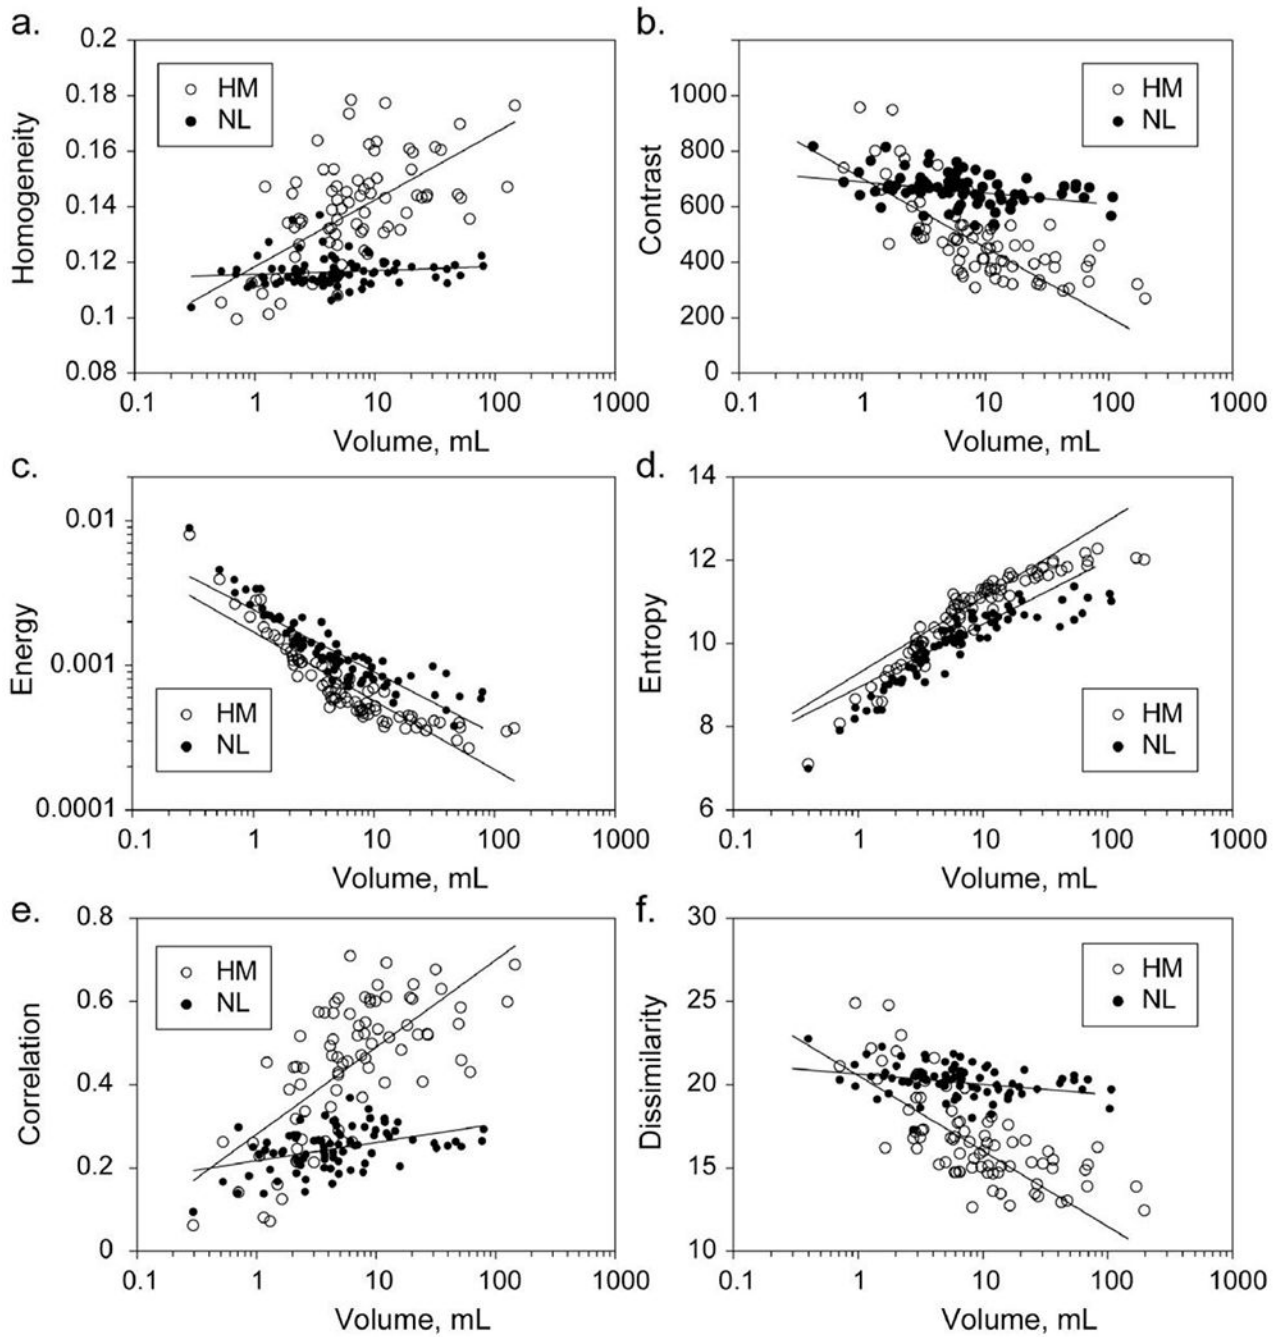 a.
Homogeneity
0.2
0.18
0.16
0.14
0.12
0.1
0.08
HM
NL
0.1 1 10 100 1000
Volume, mL
b.
Contrast
1000
800
600
400
200
0
HM
NL
0.1 1 10 100 1000
Volume, mL
c.
Energy
0.01
0.001
0.0001
HM
NL
0.1 1 10 100 1000
Volume, mL
d.
Entropy
14
12
10
8
6
HM
NL
0.1 1 10 100 1000
Volume, mL
e.
Correlation
0.8
0.6
0.4
0.2
0
HM
NL
0.1 1 10 100 1000
Volume, mL
f.
Dissimilarity
30
25
20
15
10
HM
NL
0.1 1 10 100 1000
Volume, mL